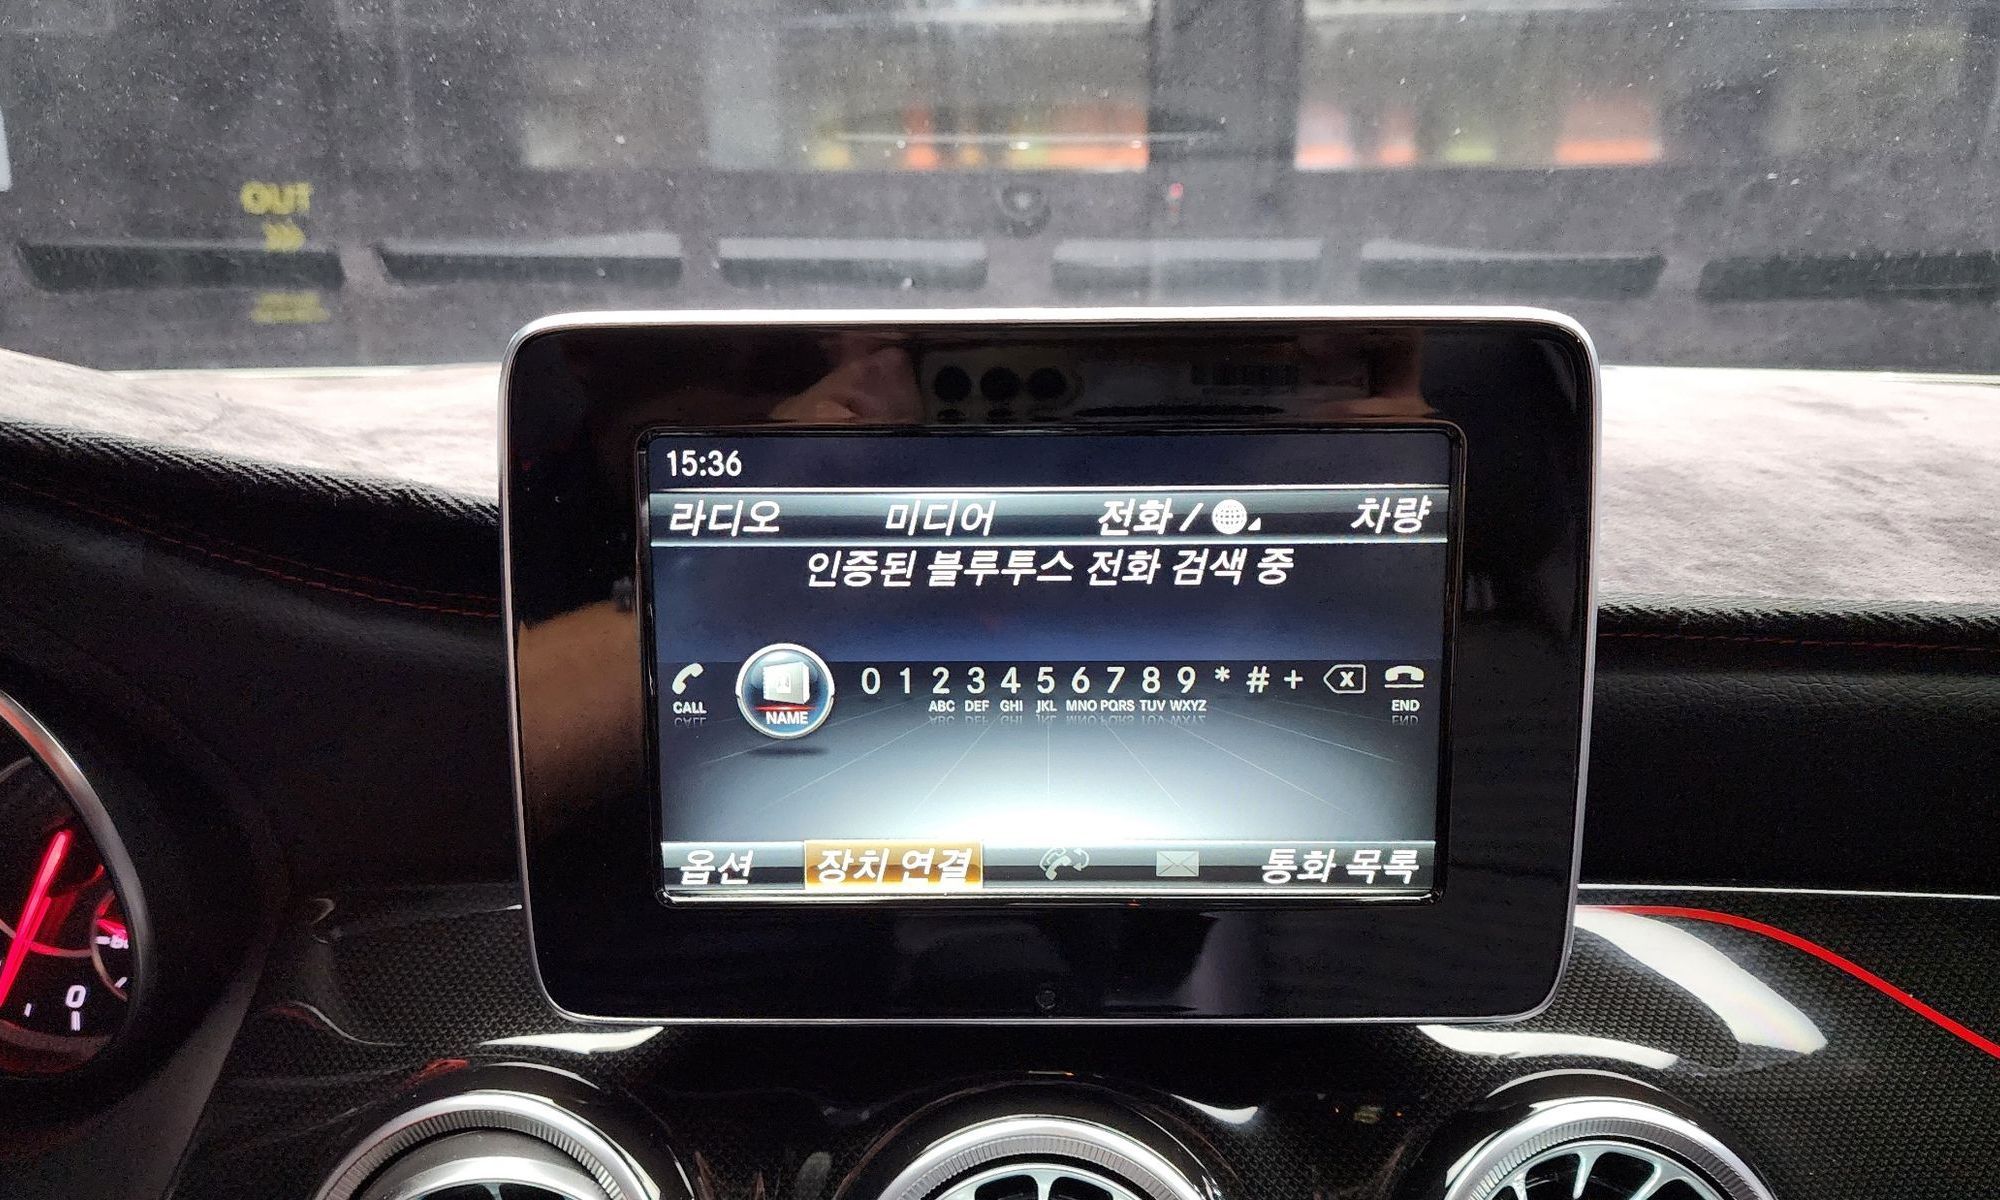 OUT
15:36
라디오 미디어 전화 / 차량
인증된 블루투스 전화 검색 중
0 1 2 3 4 5 6 7 8 9 * # +
CALL NAME ABC DEF GHI JKL MNO PQRS TUV WXYZ END
옵션 장치 연결 통화 목록
0